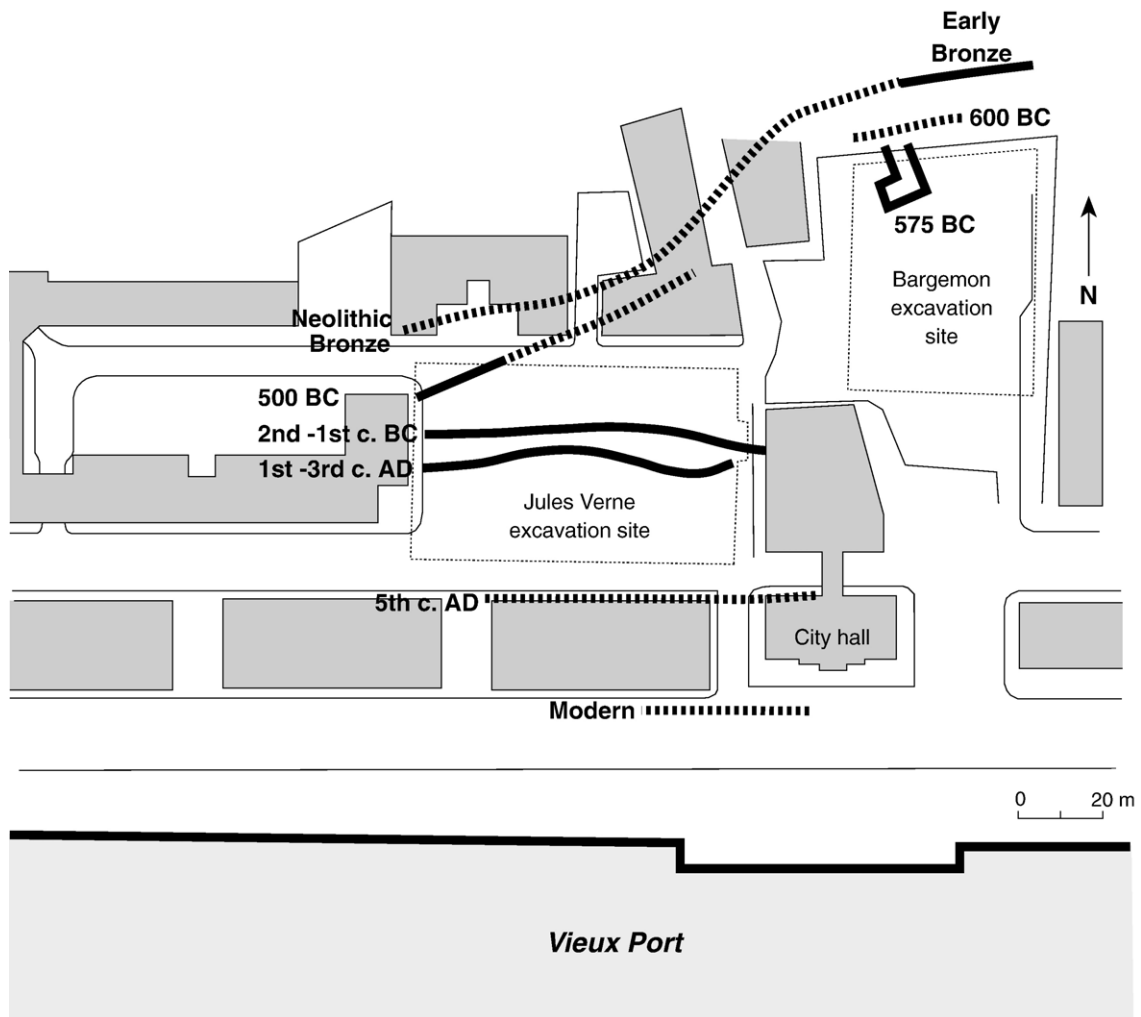 Early
Bronze
600 BC
575 BC
N
Bargemon
excavation
site
Neolithic
Bronze
500 BC
2nd -1st c. BC
1st -3rd c. AD
Jules Verne
excavation site
5th c. AD
City hall
Modern
0 20 m
Vieux Port